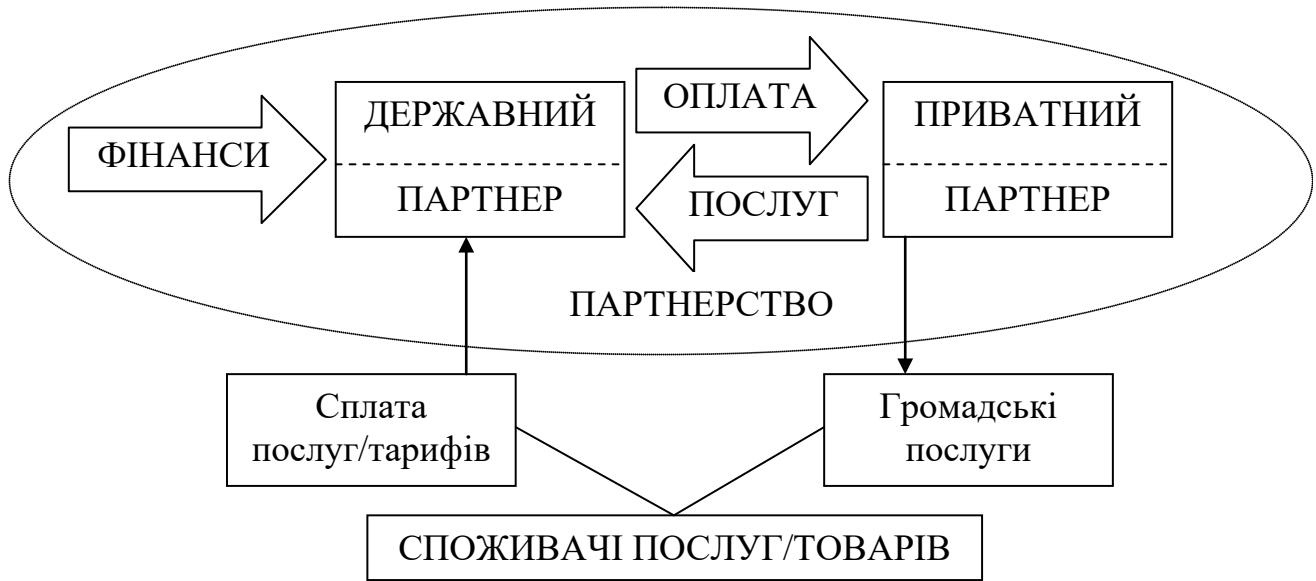 ФІНАНСИ
ДЕРЖАВНИЙ
ПАРТНЕР
ОПЛАТА
ПОСЛУГ
ПРИВАТНИЙ
ПАРТНЕР
ПАРТНЕРСТВО
Сплата
послуг/тарифів
Громадські
послуги
СПОЖИВАЧІ ПОСЛУГ/ТОВАРІВ